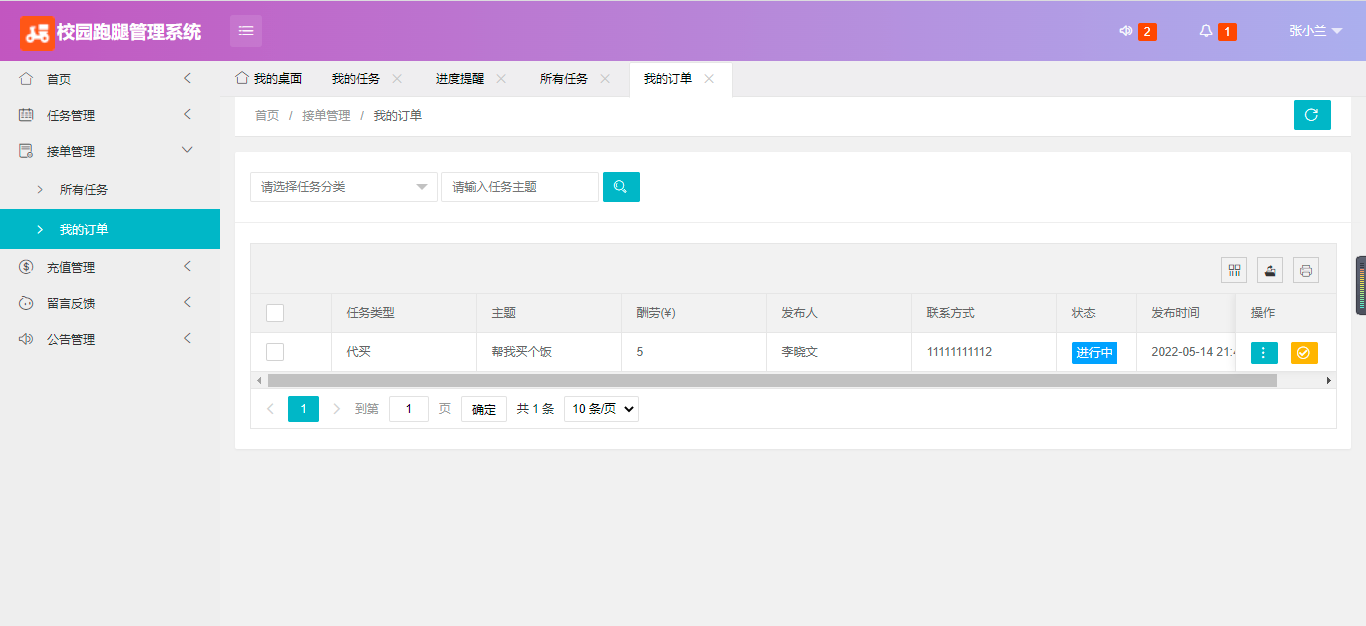 校园跑腿管理系统
2
1
张小兰
首页
任务管理
接单管理
所有任务
我的订单
充值管理
留言反馈
公告管理
我的桌面 我的任务 进度提醒 所有任务 我的订单
首页 / 接单管理 / 我的订单
请选择任务分类 请输入任务主题
任务类型 主题 酬劳(¥) 发布人 联系方式 状态 发布时间 操作
代买 帮我买个饭 5 李晓文 11111111112 进行中 2022-05-14 21:
1 到第 1 页 确定 共 1 条 10 条/页